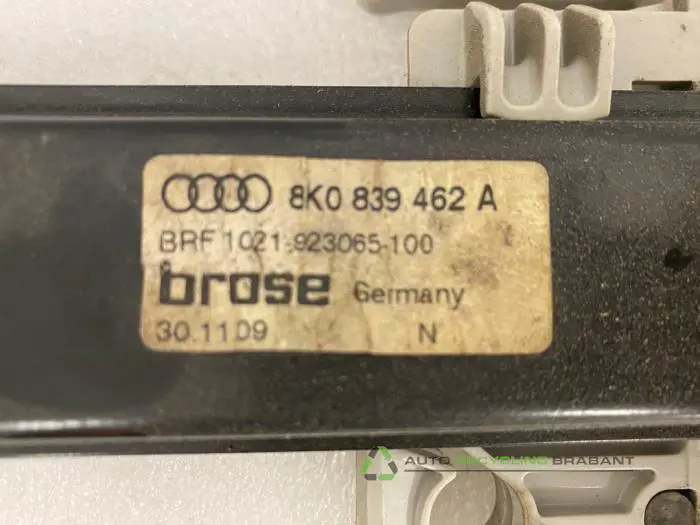 8K0 839 462 A
BRF 1021-923065-100
brose Germany
30.11.09 N
AUTO RECYCLING BRABANT